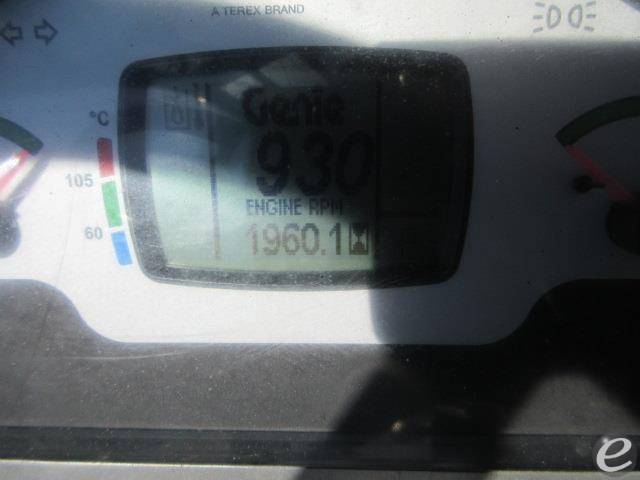 A TEREX BRAND
Genie
°C
930
105
ENGINE RPM
60
1960.1
e